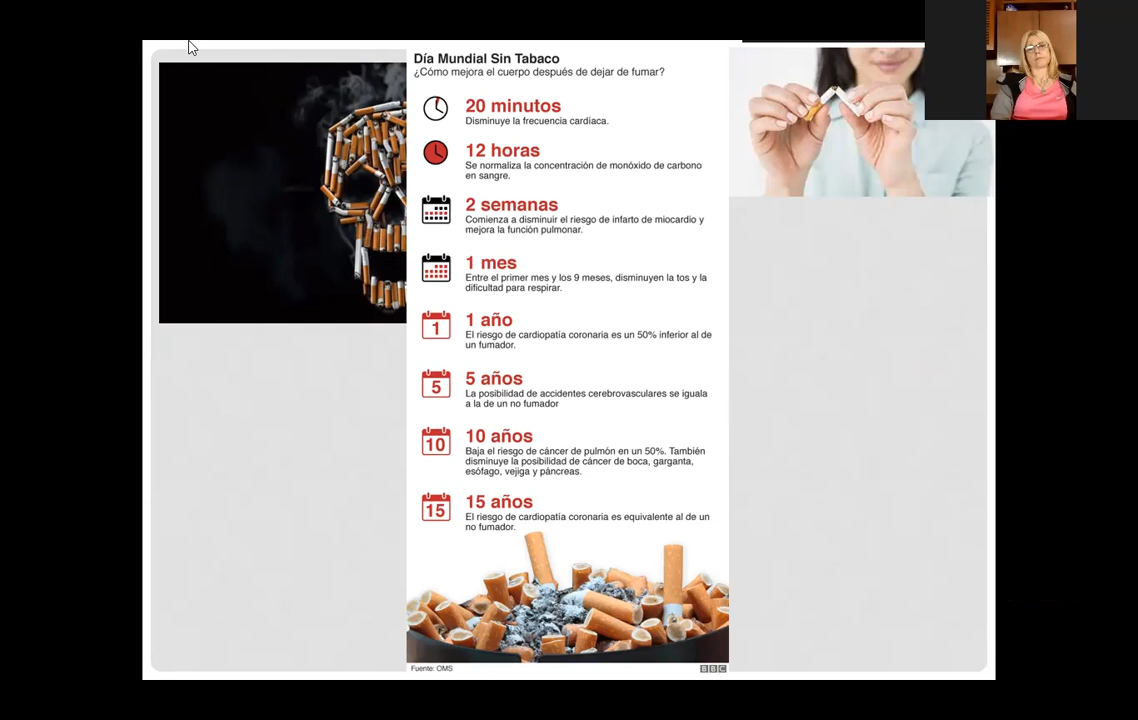 Día Mundial Sin Tabaco
¿Cómo mejora el cuerpo después de dejar de fumar?
20 minutos
Disminuye la frecuencia cardíaca.
12 horas
Se normaliza la concentración de monóxido de carbono
en sangre.
2 semanas
Comienza a disminuir el riesgo de infarto de miocardio y
mejora la función pulmonar.
1 mes
Entre el primer mes y los 9 meses, disminuyen la tos y la
dificultad para respirar.
1
1 año
El riesgo de cardiopatía coronaria es un 50% inferior al de
un fumador.
5
5 años
La posibilidad de accidentes cerebrovasculares se iguala
a la de un no fumador
10
10 años
Baja el riesgo de cáncer de pulmón en un 50%. También
disminuye la posibilidad de cáncer de boca, garganta,
esófago, vejiga y páncreas.
15
15 años
El riesgo de cardiopatía coronaria es equivalente al de un
no fumador.
Fuente: OMS
BBC